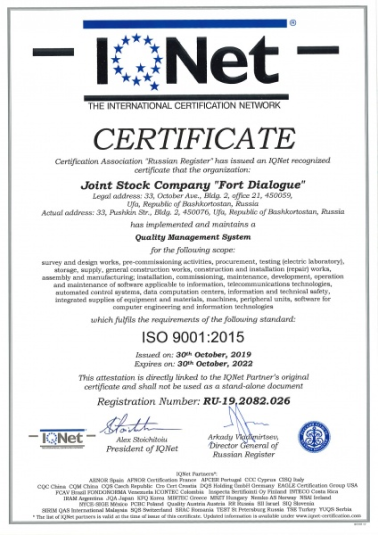 IQNet®
THE INTERNATIONAL CERTIFICATION NETWORK
CERTIFICATE
Certification Association "Russian Register" has issued an IQNet recognized
certificate that the organization:
Joint Stock Company "Fort Dialogue"
Legal address: 33, October Ave., Bldg. 2, office 21, 450059,
Ufa, Republic of Bashkortostan, Russia
Actual address: 33, Pushkin Str., Bldg. 2, 450076, Ufa, Republic of Bashkortostan, Russia
has implemented and maintains a
Quality Management System
for the following scope:
survey and design works, pre-commissioning activities, procurement, testing (electric laboratory),
storage, supply, general construction works, construction and installation (repair) works,
assembly and manufacturing; installation, commissioning, maintenance, development, operation
and maintenance of software applicable to information, telecommunications technologies,
automated control systems, data computation centers, information and technical safety,
integrated supplies of equipment and materials, machines, peripheral units, software for
computer engineering and information technologies
which fulfils the requirements of the following standard:
ISO 9001:2015
Issued on: 30th October, 2019
Expires on: 30th October, 2022
This attestation is directly linked to the IQNet Partner's original
certificate and shall not be used as a stand-alone document
Registration Number: RU-19.2082.026
IQNet
Alex Stoichitoiu
President of IQNet
Arkady Vladimirtsev,
Director General of
Russian Register
IQNet Partners*:
AENOR Spain AFNOR Certification France APCER Portugal CCC Cyprus CISQ Italy
CQC China CQM China CQS Czech Republic Cro Cert Croatia DQS Holding GmbH Germany EAGLE Certification Group USA
FCAV Brazil FONDONORMA Venezuela ICONTEC Colombia Inspecta Sertifiointi Oy Finland INTECO Costa Rica
IRAM Argentina JQA Japan KFQ Korea MIRTEC Greece MSZT Hungary Nemko AS Norway NSAI Ireland
NYCE-SIGE México PCBC Poland Quality Austria Austria RR Russia SII Israel SIQ Slovenia
SIRIM QAS International Malaysia SQS Switzerland SRAC Romania TEST St Petersburg Russia TSE Turkey YUQS Serbia
* The list of IQNet partners is valid at the time of issue of this certificate. Updated information is available under www.iqnet-certification.com